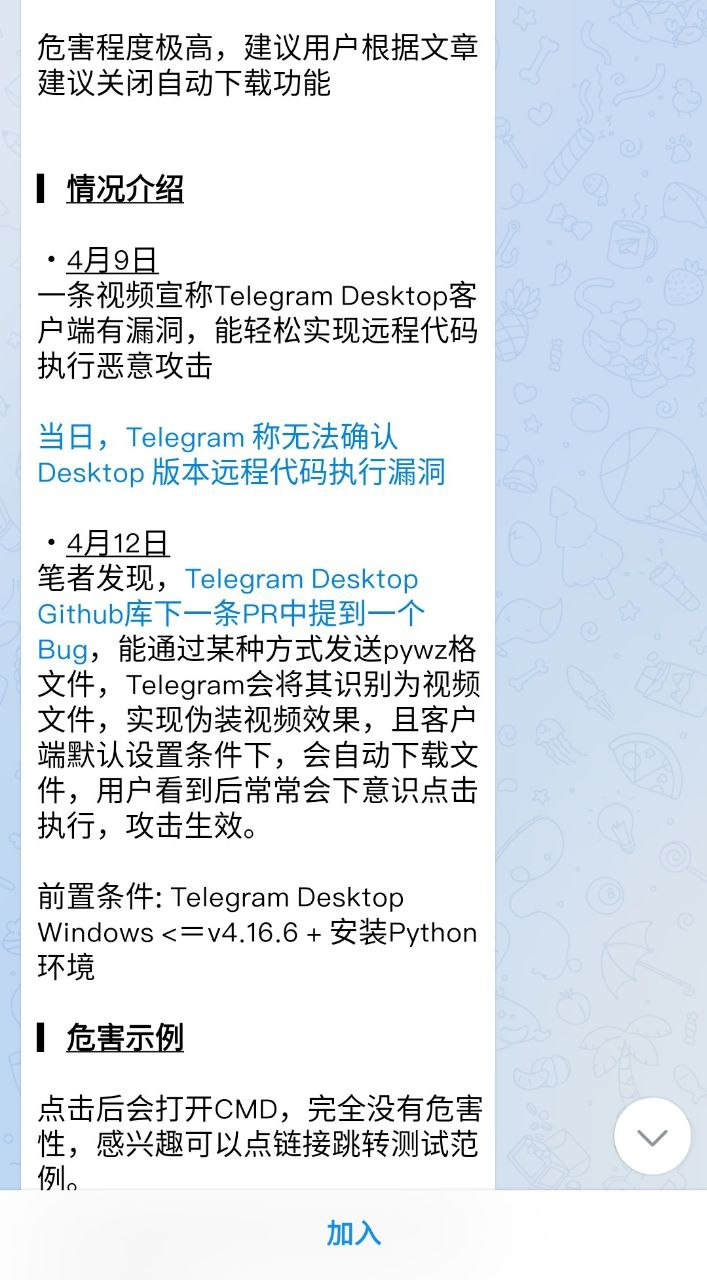 危害程度极高，建议用户根据文章
建议关闭自动下载功能
情况介绍
・4月9日
一条视频宣称Telegram Desktop客
户端有漏洞，能轻松实现远程代码
执行恶意攻击
当日，Telegram 称无法确认
Desktop 版本远程代码执行漏洞
・4月12日
笔者发现，Telegram Desktop
Github库下一条PR中提到一个
Bug，能通过某种方式发送pywz格
文件，Telegram会将其识别为视频
文件，实现伪装视频效果，且客户
端默认设置条件下，会自动下载文
件，用户看到后常常会下意识点击
执行，攻击生效。
前置条件: Telegram Desktop
Windows <=v4.16.6 + 安装Python
环境
危害示例
点击后会打开CMD，完全没有危害
性，感兴趣可以点链接跳转测试范
例。
加入